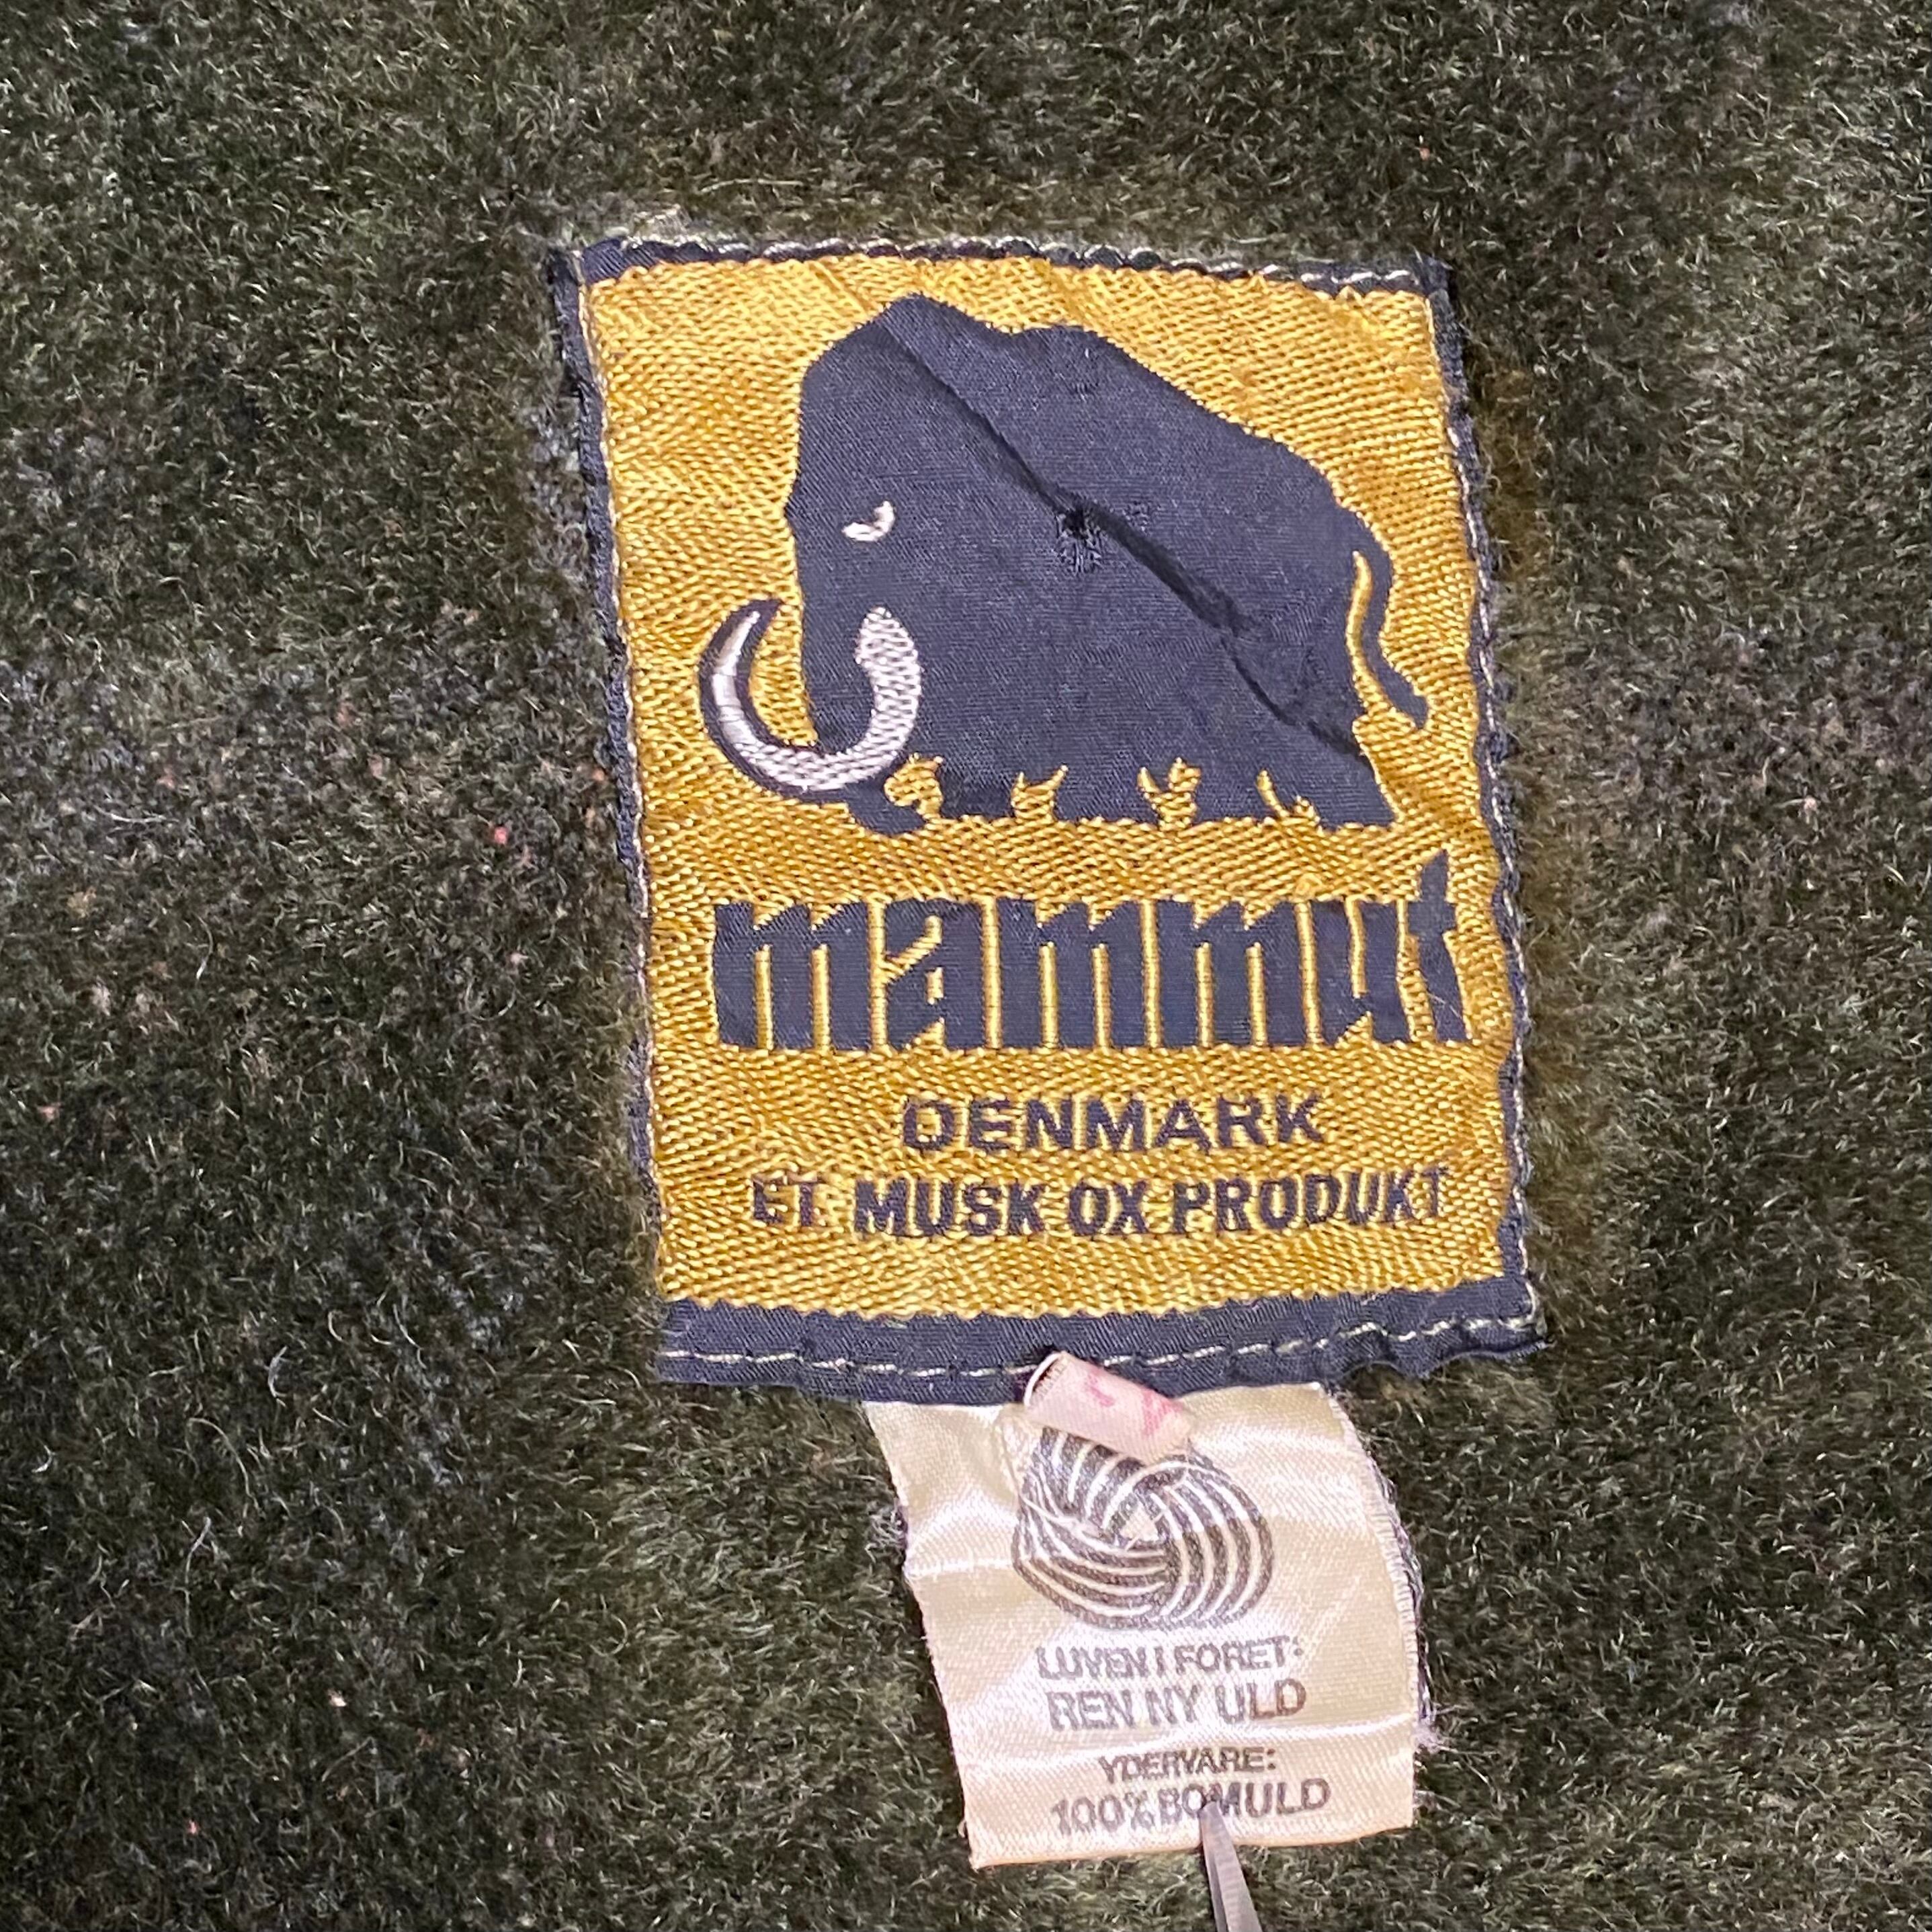 mammut
DENMARK
ET MUSK OX PRODUKT
LUVEN I FORET:
REN NY ULD
YDERVARE:
100% BOMULD